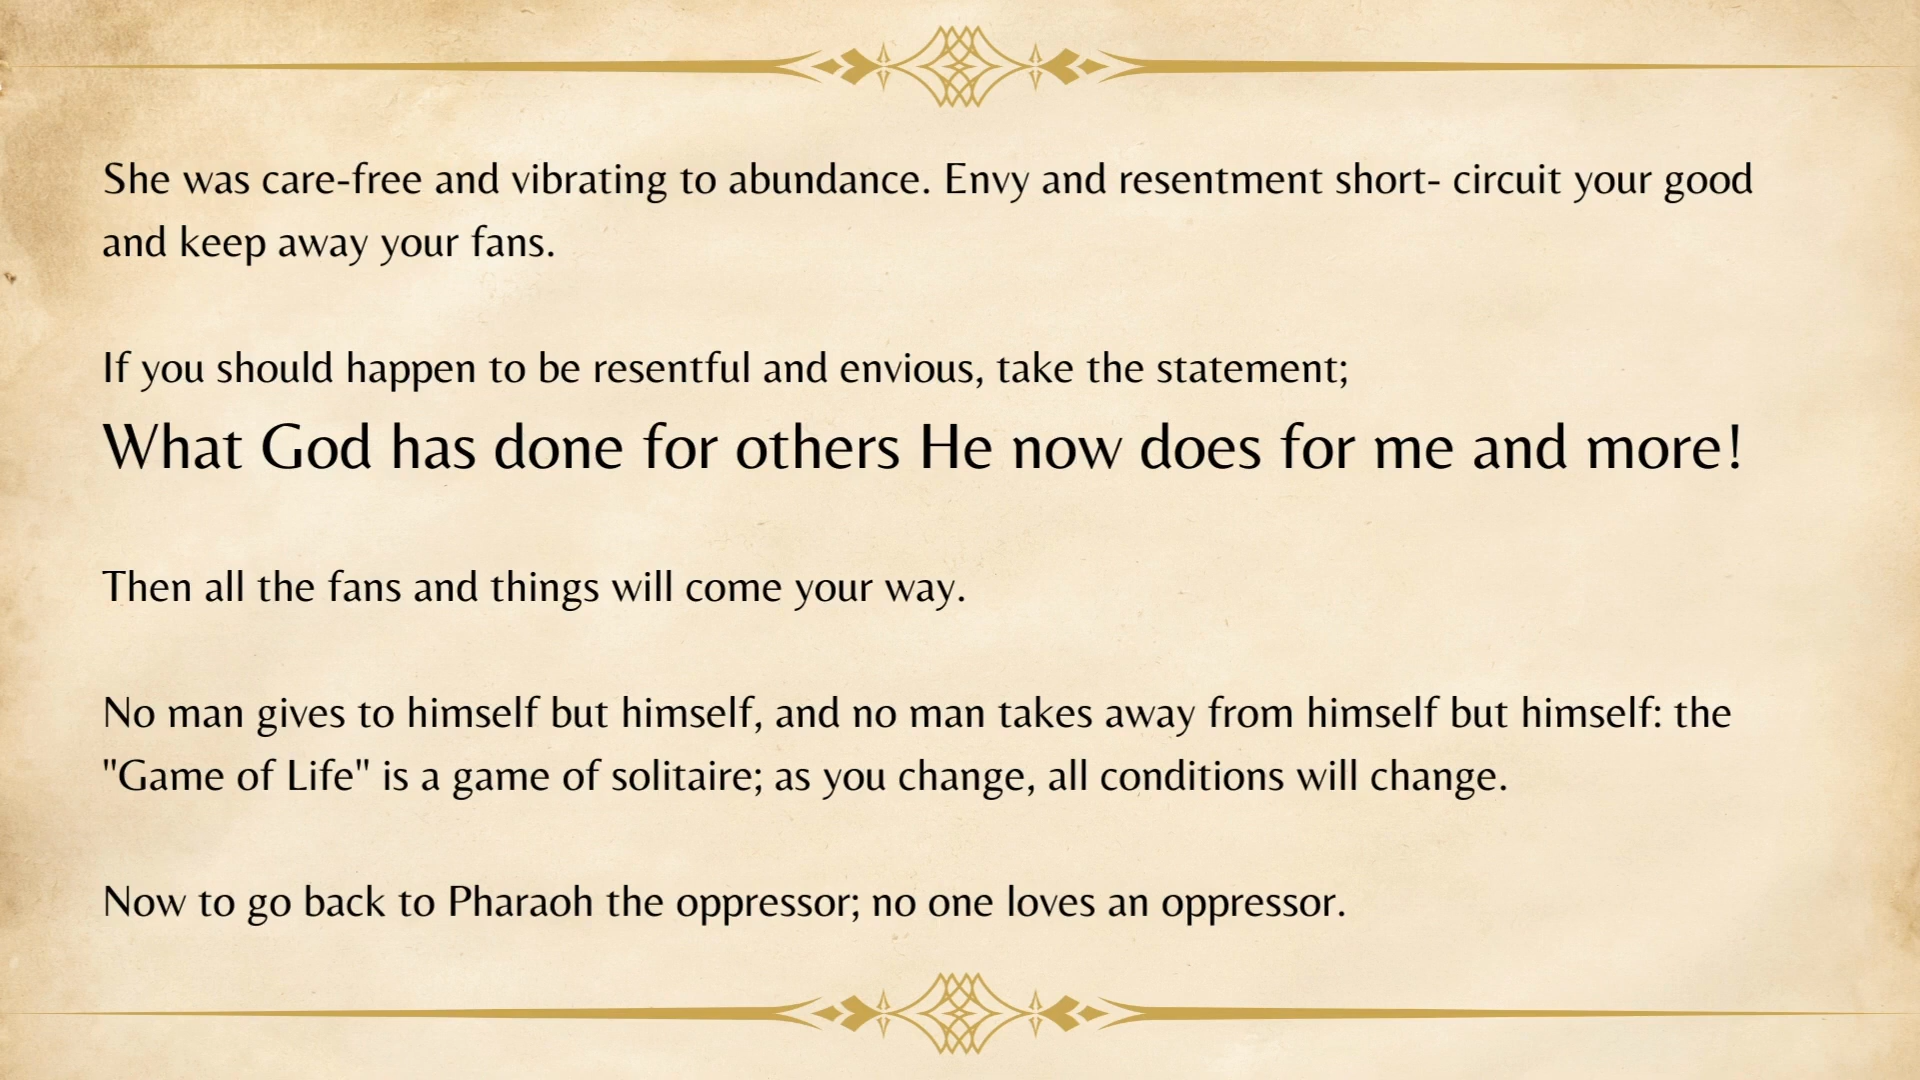 She was care-free and vibrating to abundance. Envy and resentment short- circuit your good
and keep away your fans.
If you should happen to be resentful and envious, take the statement;
What God has done for others He now does for me and more!
Then all the fans and things will come your way.
No man gives to himself but himself, and no man takes away from himself but himself: the
"Game of Life" is a game of solitaire; as you change, all conditions will change.
Now to go back to Pharaoh the oppressor; no one loves an oppressor.